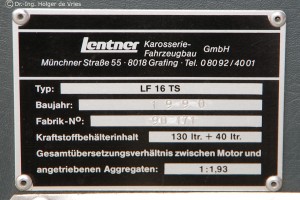 © Dr.-Ing. Holger de Vries
Lentner Karosserie- Fahrzeugbau GmbH
Münchner Straße 55 · 8018 Grafing · Tel. 08092/4001
Typ: LF 16 TS
Baujahr:
Fabrik-Nº:
Kraftstoffbehälterinhalt 130 ltr. + 40 ltr.
Gesamtübersetzungsverhältnis zwischen Motor und
angetriebenen Aggregaten: 1:1,93